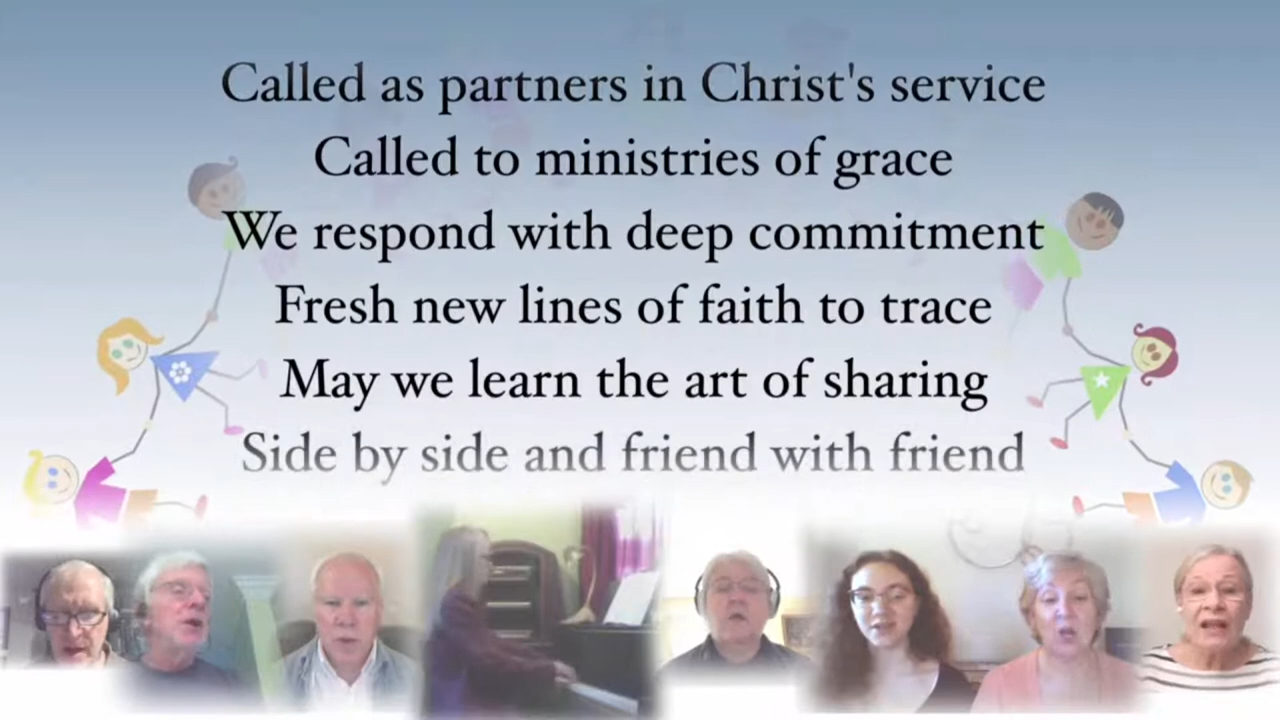 Called as partners in Christ's service
Called to ministries of grace
We respond with deep commitment
Fresh new lines of faith to trace
May we learn the art of sharing
Side by side and friend with friend